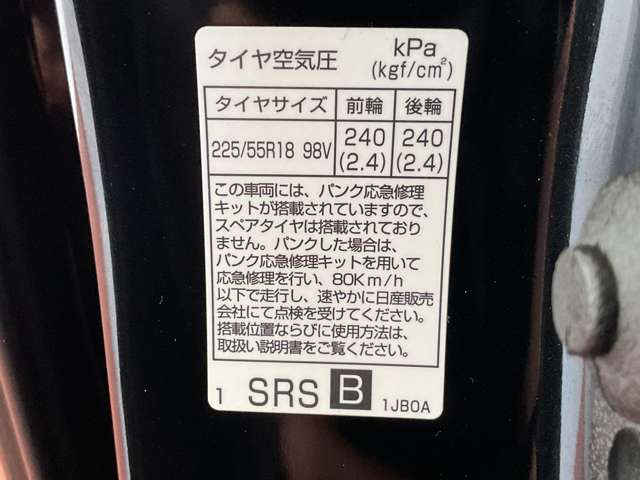 タイヤ空気圧 kPa
(kgf/cm²)
タイヤサイズ 前輪 後輪
225/55R18 98V 240 240
(2.4) (2.4)
この車両には、パンク応急修理
キットが搭載されていますので、
スペアタイヤは搭載されており
ません。パンクした場合は、
パンク応急修理キットを用いて
応急修理を行い、80Km/h
以下で走行し、速やかに日産販売
会社にて点検を受けてください。
搭載位置ならびに使用方法は、
取扱い説明書をご覧ください。
1 SRS B 1JB0A